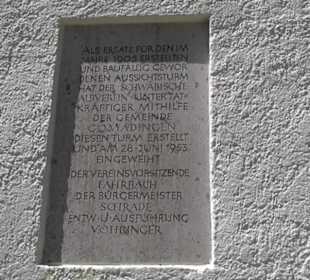 ALS ERSATZ FÜR DEN IM
JAHRE 1905 ERSTELLTEN
UND BAUFÄLLIG GEWOR
DENEN AUSSICHTSTURM
HAT DER SCHWÄBISCHE
ALBVEREIN UNTER TAT
KRÄFTIGER MITHILFE
DER GEMEINDE
GOMADINGEN
DIESEN TURM ERSTELLT
UND AM 28. JUNI 1953
EINGEWEIHT
DER VEREINSVORSITZENDE
FAHRBACH
DER BÜRGERMEISTER
SCHRADE
ENTW. U. AUSFÜHRUNG
VÖHRINGER